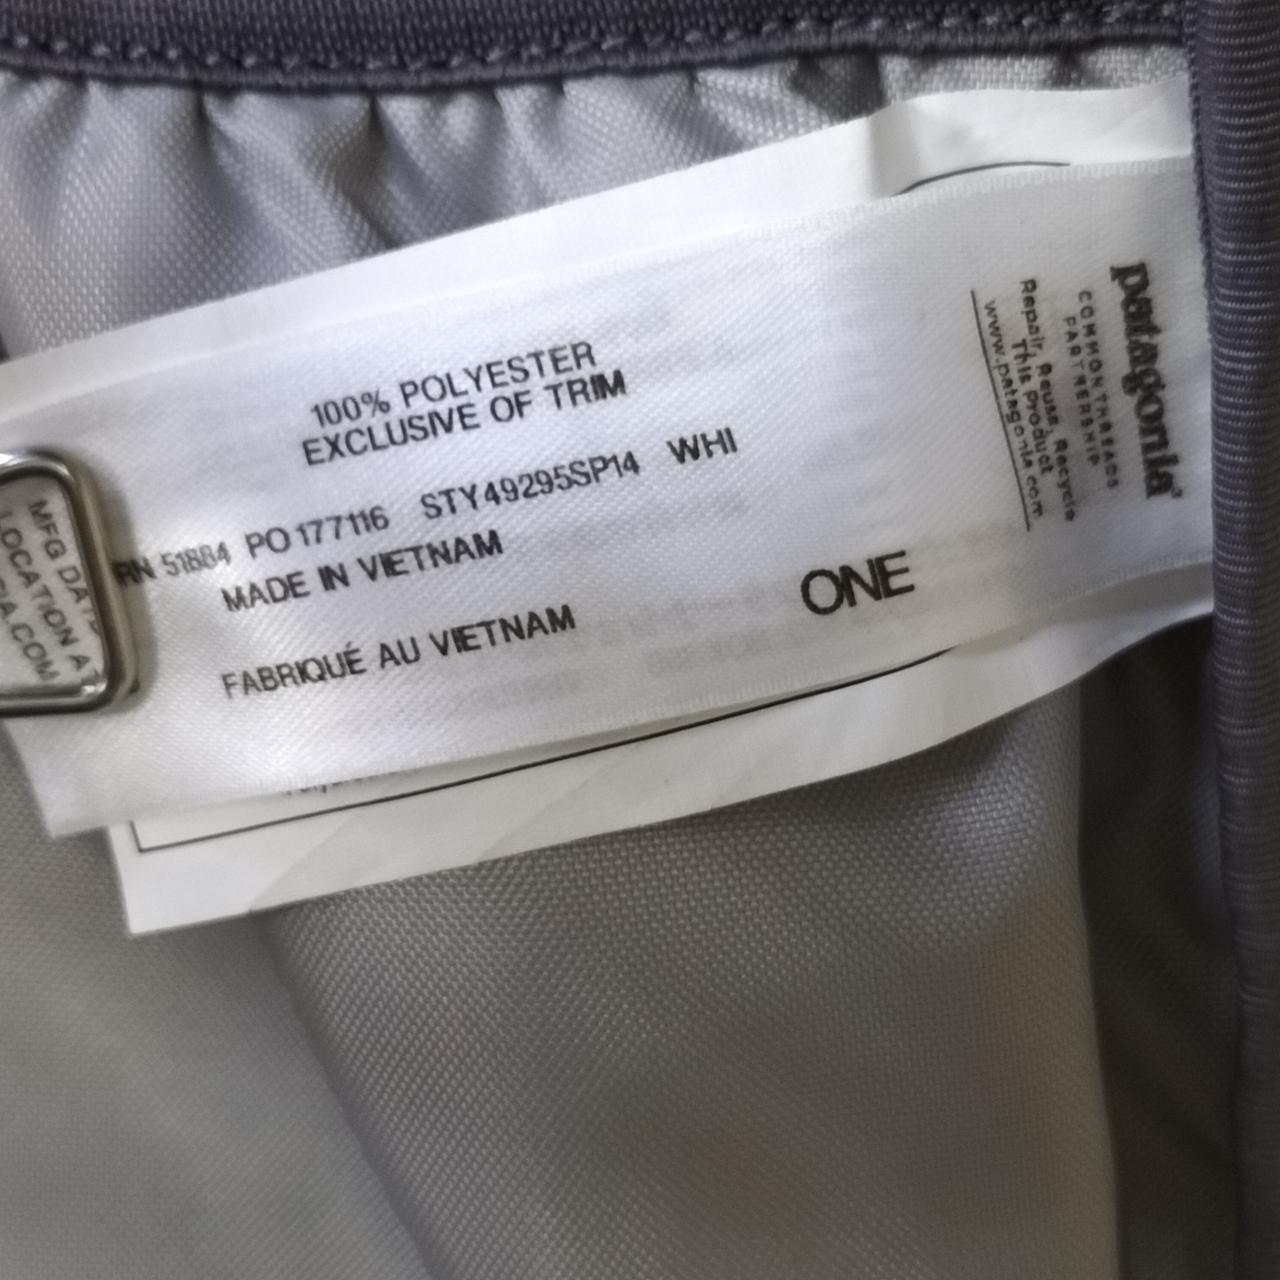 100% POLYESTER
EXCLUSIVE OF TRIM
RN 51884 PO 177116 STY49295SP14 WHI
MADE IN VIETNAM
FABRIQUÉ AU VIETNAM
ONE
patagonia®
COMMON THREADS
PARTNERSHIP
Repair, Reuse, Recycle
This Product
www.patagonia.com
MFG DATE
LOCATION AT
.COM